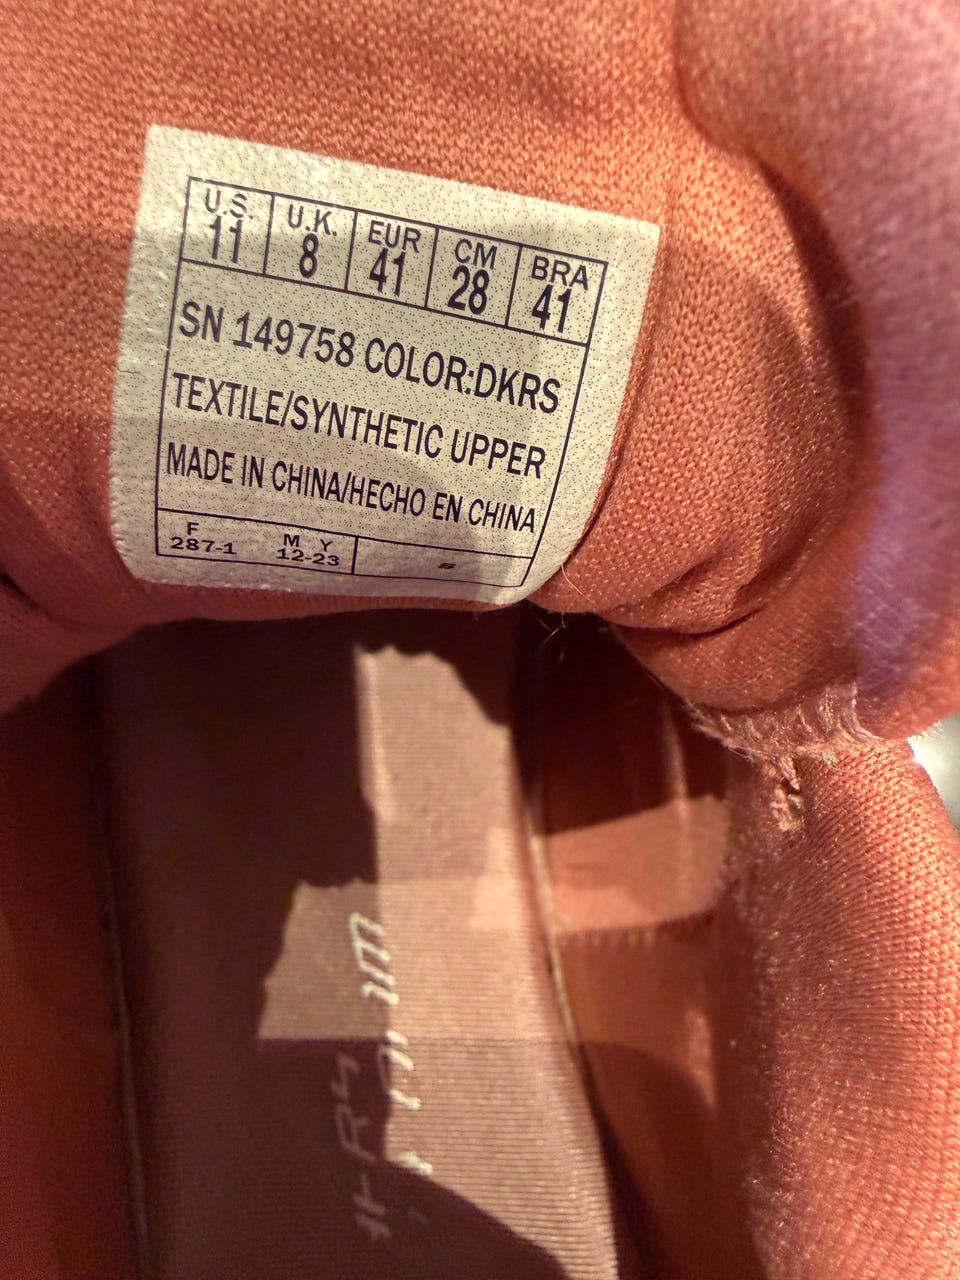 U.S. U.K. EUR CM BRA
11 8 41 28 41
SN 149758 COLOR:DKRS
TEXTILE/SYNTHETIC UPPER
MADE IN CHINA/HECHO EN CHINA
F M Y
287-1 12-23